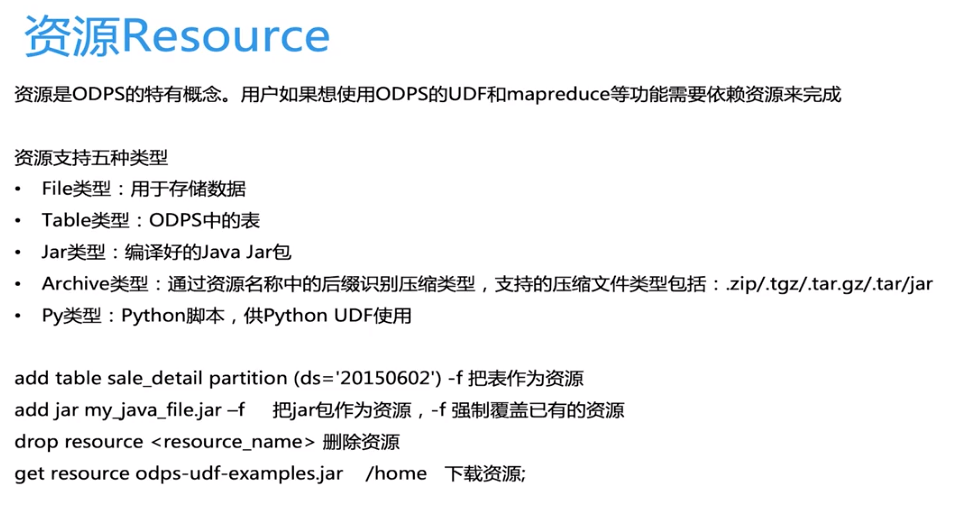 资源Resource
资源是ODPS的特有概念。用户如果想使用ODPS的UDF和mapreduce等功能需要依赖资源来完成
资源支持五种类型
• File类型：用于存储数据
• Table类型：ODPS中的表
• Jar类型：编译好的Java Jar包
• Archive类型：通过资源名称中的后缀识别压缩类型，支持的压缩文件类型包括：.zip/.tgz/.tar.gz/.tar/jar
• Py类型：Python脚本，供Python UDF使用
add table sale_detail partition (ds='20150602') -f 把表作为资源
add jar my_java_file.jar –f 把jar包作为资源，-f 强制覆盖已有的资源
drop resource <resource_name> 删除资源
get resource odps-udf-examples.jar /home 下载资源;